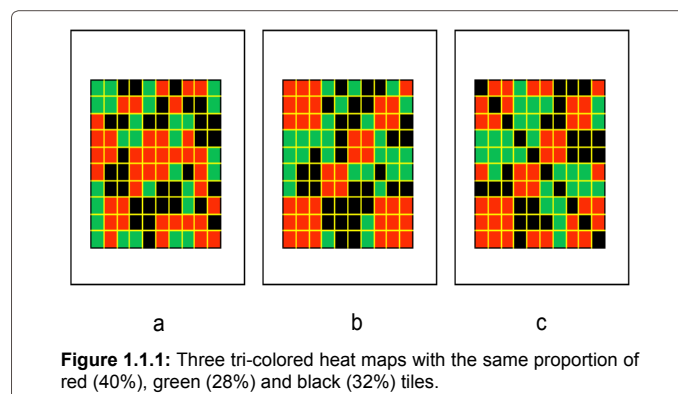 a
b
c
Figure 1.1.1: Three tri-colored heat maps with the same proportion of
red (40%), green (28%) and black (32%) tiles.